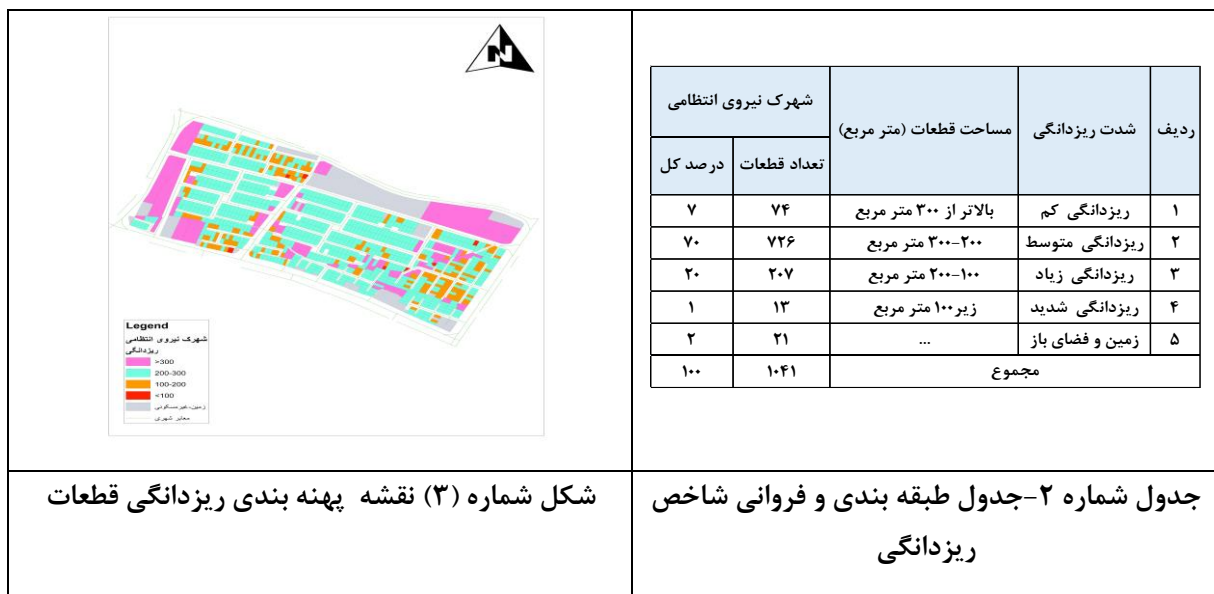 شهرک نیروی انتظامی
ردیف شدت ریزدانگی مساحت قطعات (متر مربع) تعداد قطعات درصد کل
۱ ریزدانگی کم بالاتر از ۳۰۰ متر مربع ۷۴ ۷
۲ ریزدانگی متوسط ۲۰۰-۳۰۰ متر مربع ۷۲۶ ۷۰
۳ ریزدانگی زیاد ۱۰۰-۲۰۰ متر مربع ۲۰۷ ۲۰
۴ ریزدانگی شدید زیر۱۰۰ متر مربع ۱۳ ۱
۵ زمین و فضای باز ... ۲۱ ۲
مجموع ۱۰۴۱ ۱۰۰
جدول شماره ۲-جدول طبقه بندی و فروانی شاخص
ریزدانگی
N
Legend
شهرک نیروی انتظامی
ریزدانگی
>300
200-300
100-200
<100
زمین،غیرمسکونی
معابر شهری
شکل شماره (۳) نقشه پهنه بندی ریزدانگی قطعات